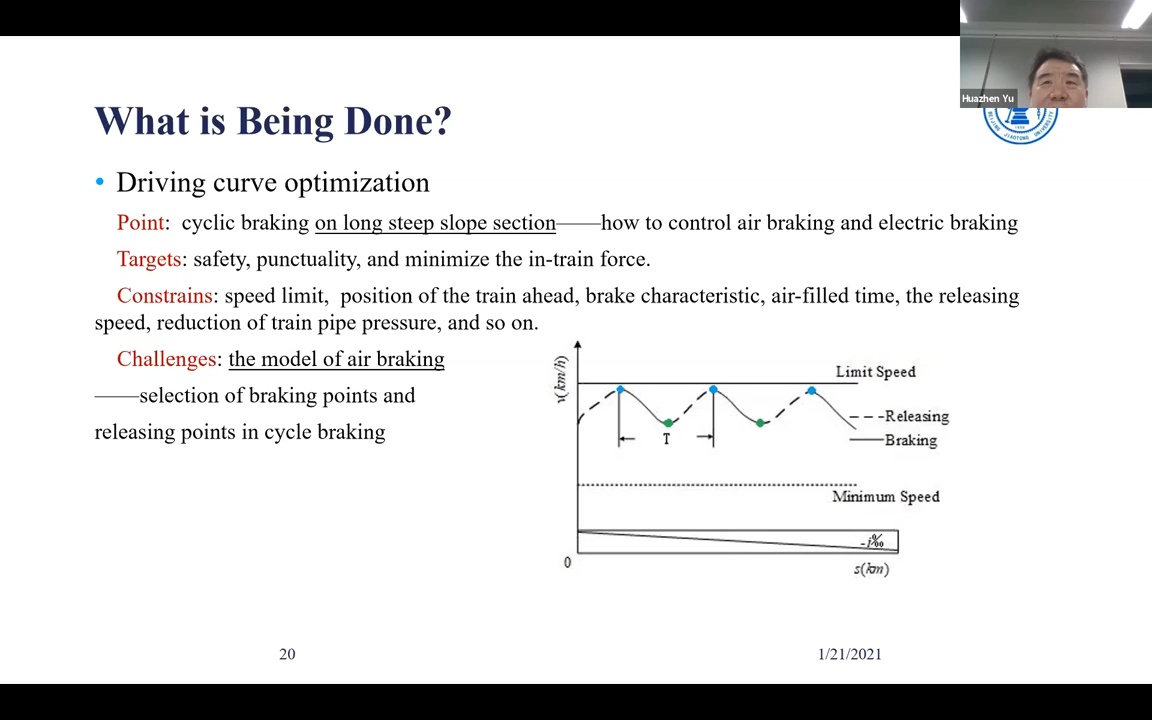 Huazhen Yu
BEIJING JIAOTONG UNIVERSITY
What is Being Done?
• Driving curve optimization
Point: cyclic braking on long steep slope section——how to control air braking and electric braking
Targets: safety, punctuality, and minimize the in-train force.
Constrains: speed limit, position of the train ahead, brake characteristic, air-filled time, the releasing
speed, reduction of train pipe pressure, and so on.
Challenges: the model of air braking
——selection of braking points and
releasing points in cycle braking
v(km/h)
Limit Speed
Releasing
Braking
T
Minimum Speed
-i‰
0
s(km)
20
1/21/2021